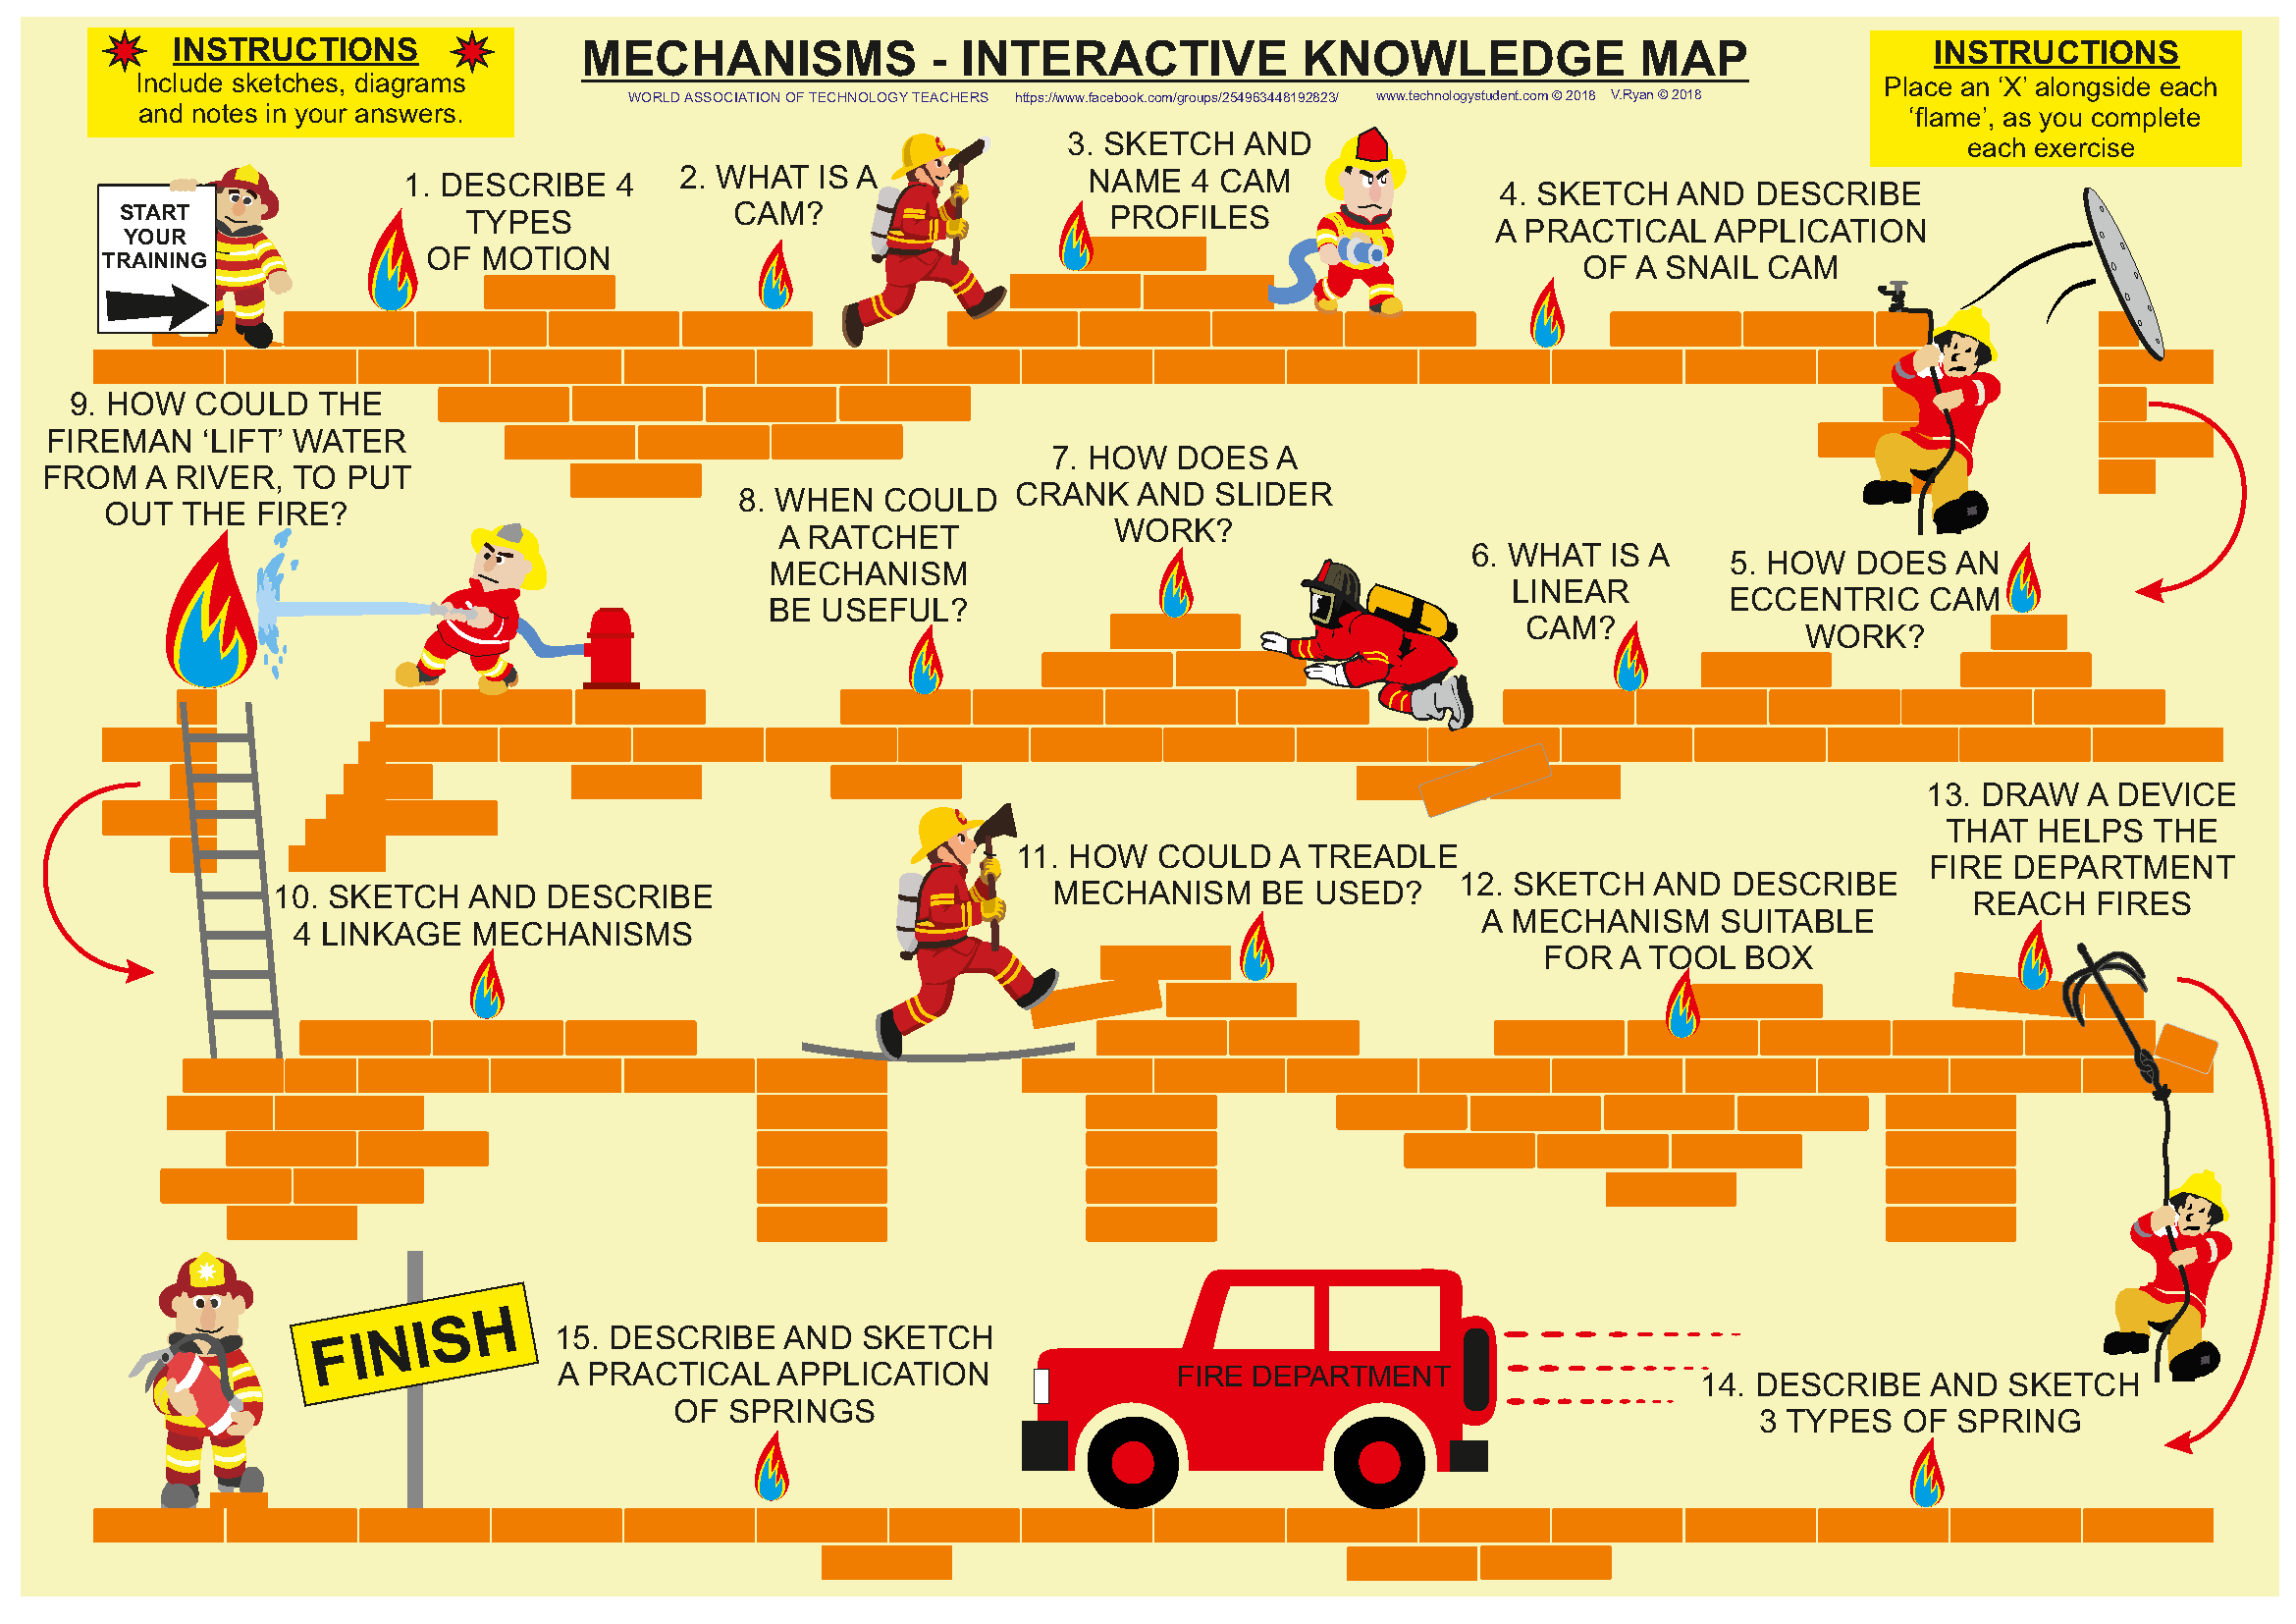 INSTRUCTIONS
Include sketches, diagrams
and notes in your answers.
MECHANISMS - INTERACTIVE KNOWLEDGE MAP
WORLD ASSOCIATION OF TECHNOLOGY TEACHERS https://www.facebook.com/groups/254963448192823/ www.technologystudent.com © 2018 V.Ryan © 2018
INSTRUCTIONS
Place an ‘X’ alongside each
‘flame’, as you complete
each exercise
START
YOUR
TRAINING
1. DESCRIBE 4
TYPES
OF MOTION
2. WHAT IS A
CAM?
3. SKETCH AND
NAME 4 CAM
PROFILES
4. SKETCH AND DESCRIBE
A PRACTICAL APPLICATION
OF A SNAIL CAM
5. HOW DOES AN
ECCENTRIC CAM
WORK?
6. WHAT IS A
LINEAR
CAM?
7. HOW DOES A
CRANK AND SLIDER
WORK?
8. WHEN COULD
A RATCHET
MECHANISM
BE USEFUL?
9. HOW COULD THE
FIREMAN ‘LIFT’ WATER
FROM A RIVER, TO PUT
OUT THE FIRE?
10. SKETCH AND DESCRIBE
4 LINKAGE MECHANISMS
11. HOW COULD A TREADLE
MECHANISM BE USED?
12. SKETCH AND DESCRIBE
A MECHANISM SUITABLE
FOR A TOOL BOX
13. DRAW A DEVICE
THAT HELPS THE
FIRE DEPARTMENT
REACH FIRES
14. DESCRIBE AND SKETCH
3 TYPES OF SPRING
FIRE DEPARTMENT
15. DESCRIBE AND SKETCH
A PRACTICAL APPLICATION
OF SPRINGS
FINISH